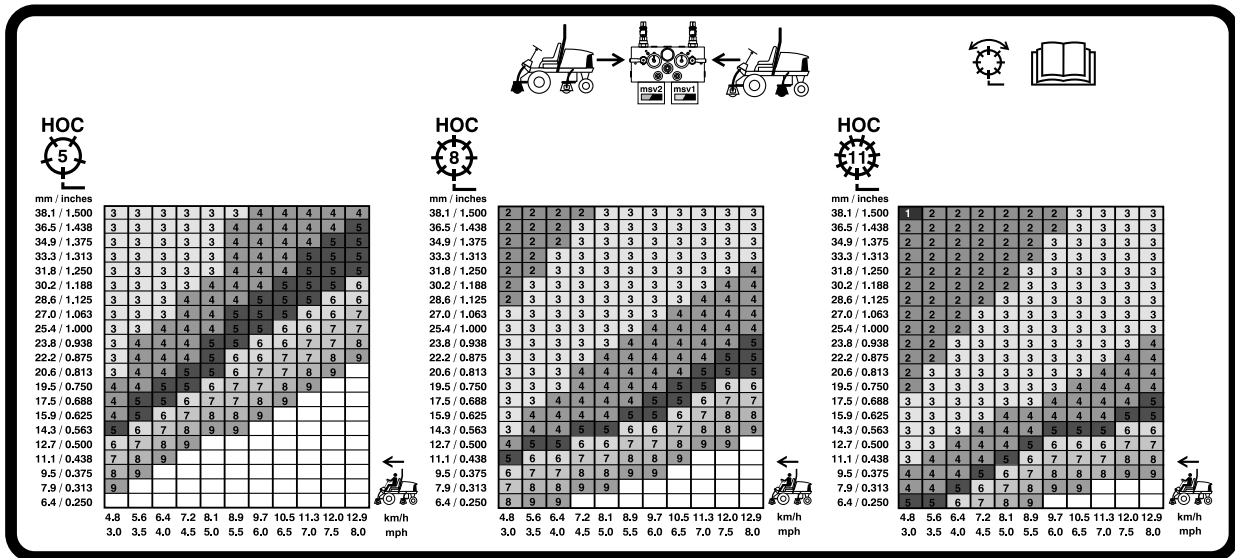 msv2 msv1
HOC
5
mm / inches
38.1 / 1.500 3 3 3 3 3 3 4 4 4 4 4
36.5 / 1.438 3 3 3 3 3 4 4 4 4 4 5
34.9 / 1.375 3 3 3 3 3 4 4 4 4 5 5
33.3 / 1.313 3 3 3 3 3 4 4 4 5 5 5
31.8 / 1.250 3 3 3 3 3 4 4 4 5 5 5
30.2 / 1.188 3 3 3 3 4 4 4 5 5 5 6
28.6 / 1.125 3 3 3 4 4 4 5 5 5 6 6
27.0 / 1.063 3 3 3 4 4 5 5 5 6 6 7
25.4 / 1.000 3 3 4 4 4 5 5 6 6 7 7
23.8 / 0.938 3 4 4 4 5 5 6 6 7 7 8
22.2 / 0.875 3 4 4 4 5 6 6 7 7 8 9
20.6 / 0.813 3 4 4 5 5 6 7 7 8 9
19.5 / 0.750 4 4 5 5 6 7 7 8 9
17.5 / 0.688 4 5 5 6 7 7 8 9
15.9 / 0.625 4 5 6 7 8 8 9
14.3 / 0.563 5 6 7 8 9 9
12.7 / 0.500 6 7 8 9
11.1 / 0.438 7 8 9
9.5 / 0.375 8 9
7.9 / 0.313 9
6.4 / 0.250
4.8 5.6 6.4 7.2 8.1 8.9 9.7 10.5 11.3 12.0 12.9 km/h
3.0 3.5 4.0 4.5 5.0 5.5 6.0 6.5 7.0 7.5 8.0 mph
HOC
8
mm / inches
38.1 / 1.500 2 2 2 2 3 3 3 3 3 3 3
36.5 / 1.438 2 2 2 3 3 3 3 3 3 3 3
34.9 / 1.375 2 2 2 3 3 3 3 3 3 3 3
33.3 / 1.313 2 2 3 3 3 3 3 3 3 3 3
31.8 / 1.250 2 2 3 3 3 3 3 3 3 3 4
30.2 / 1.188 2 3 3 3 3 3 3 3 3 4 4
28.6 / 1.125 2 3 3 3 3 3 3 3 4 4 4
27.0 / 1.063 3 3 3 3 3 3 3 4 4 4 4
25.4 / 1.000 3 3 3 3 3 3 4 4 4 4 4
23.8 / 0.938 3 3 3 3 3 4 4 4 4 4 5
22.2 / 0.875 3 3 3 3 4 4 4 4 4 5 5
20.6 / 0.813 3 3 3 4 4 4 4 4 5 5 5
19.5 / 0.750 3 3 3 4 4 4 4 5 5 6 6
17.5 / 0.688 3 3 4 4 4 4 5 5 6 6 7
15.9 / 0.625 3 4 4 4 4 5 5 6 6 7 7
14.3 / 0.563 3 4 4 5 5 6 6 7 7 8 8
12.7 / 0.500 4 5 5 6 6 7 7 8 9 9
11.1 / 0.438 5 6 6 7 7 8 8 9
9.5 / 0.375 6 7 7 8 8 9 9
7.9 / 0.313 7 7 8 9 9
6.4 / 0.250 8 9 9
4.8 5.6 6.4 7.2 8.1 8.9 9.7 10.5 11.3 12.0 12.9 km/h
3.0 3.5 4.0 4.5 5.0 5.5 6.0 6.5 7.0 7.5 8.0 mph
HOC
11
mm / inches
38.1 / 1.500 1 2 2 2 2 2 2 3 3 3 3
36.5 / 1.438 2 2 2 2 2 2 2 3 3 3 3
34.9 / 1.375 2 2 2 2 2 2 3 3 3 3 3
33.3 / 1.313 2 2 2 2 2 2 3 3 3 3 3
31.8 / 1.250 2 2 2 2 2 3 3 3 3 3 3
30.2 / 1.188 2 2 2 2 2 3 3 3 3 3 3
28.6 / 1.125 2 2 2 2 3 3 3 3 3 3 3
27.0 / 1.063 2 2 2 3 3 3 3 3 3 3 3
25.4 / 1.000 2 2 2 3 3 3 3 3 3 3 3
23.8 / 0.938 2 2 3 3 3 3 3 3 3 3 4
22.2 / 0.875 2 2 3 3 3 3 3 3 3 4 4
20.6 / 0.813 2 3 3 3 3 3 3 3 4 4 4
19.5 / 0.750 2 3 3 3 3 3 3 4 4 4 4
17.5 / 0.688 3 3 3 3 3 3 4 4 4 4 5
15.9 / 0.625 3 3 3 3 4 4 4 4 4 5 5
14.3 / 0.563 3 3 3 4 4 4 5 5 5 6 6
12.7 / 0.500 3 3 4 4 4 5 5 6 6 6 7
11.1 / 0.438 3 4 4 4 5 6 6 6 7 7 8
9.5 / 0.375 4 4 4 5 6 7 7 8 8 8 9
7.9 / 0.313 4 4 5 6 7 8 9 9
6.4 / 0.250 5 5 6 7 8 9
4.8 5.6 6.4 7.2 8.1 8.9 9.7 10.5 11.3 12.0 12.9 km/h
3.0 3.5 4.0 4.5 5.0 5.5 6.0 6.5 7.0 7.5 8.0 mph